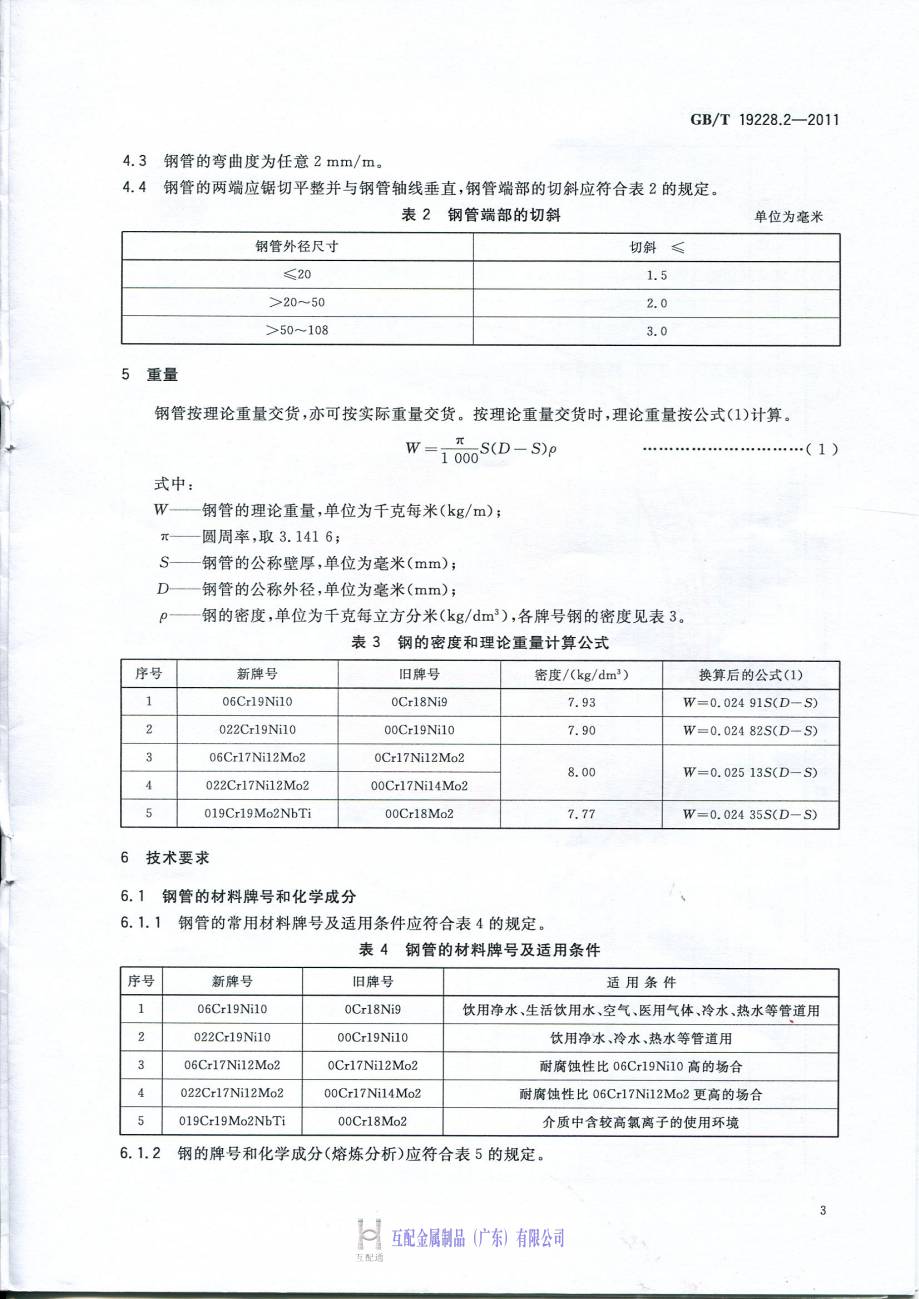 GB/T 19228.2—2011
4.3 钢管的弯曲度为任意 2 mm/m。
4.4 钢管的两端应锯切平整并与钢管轴线垂直,钢管端部的切斜应符合表 2 的规定。
表 2 钢管端部的切斜 单位为毫米
钢管外径尺寸 切斜 ≤
≤20 1.5
>20～50 2.0
>50～108 3.0
5 重量
钢管按理论重量交货,亦可按实际重量交货。按理论重量交货时,理论重量按公式(1)计算。
W=π/1 000 S(D-S)ρ …………………………( 1 )
式中:
W——钢管的理论重量,单位为千克每米(kg/m);
π——圆周率,取 3.141 6;
S——钢管的公称壁厚,单位为毫米(mm);
D——钢管的公称外径,单位为毫米(mm);
ρ——钢的密度,单位为千克每立方分米(kg/dm³),各牌号钢的密度见表 3。
表 3 钢的密度和理论重量计算公式
序号 新牌号 旧牌号 密度/(kg/dm³) 换算后的公式(1)
1 06Cr19Ni10 0Cr18Ni9 7.93 W=0.024 91S(D-S)
2 022Cr19Ni10 00Cr19Ni10 7.90 W=0.024 82S(D-S)
3 06Cr17Ni12Mo2 0Cr17Ni12Mo2
8.00 W=0.025 13S(D-S)
4 022Cr17Ni12Mo2 00Cr17Ni14Mo2
5 019Cr19Mo2NbTi 00Cr18Mo2 7.77 W=0.024 35S(D-S)
6 技术要求
6.1 钢管的材料牌号和化学成分
6.1.1 钢管的常用材料牌号及适用条件应符合表 4 的规定。
表 4 钢管的材料牌号及适用条件
序号 新牌号 旧牌号 适用条件
1 06Cr19Ni10 0Cr18Ni9 饮用净水、生活饮用水、空气、医用气体、冷水、热水等管道用
2 022Cr19Ni10 00Cr19Ni10 饮用净水、冷水、热水等管道用
3 06Cr17Ni12Mo2 0Cr17Ni12Mo2 耐腐蚀性比 06Cr19Ni10 高的场合
4 022Cr17Ni12Mo2 00Cr17Ni14Mo2 耐腐蚀性比 06Cr17Ni12Mo2 更高的场合
5 019Cr19Mo2NbTi 00Cr18Mo2 介质中含较高氯离子的使用环境
6.1.2 钢的牌号和化学成分(熔炼分析)应符合表 5 的规定。
3
互配金属制品（广东）有限公司
互配通